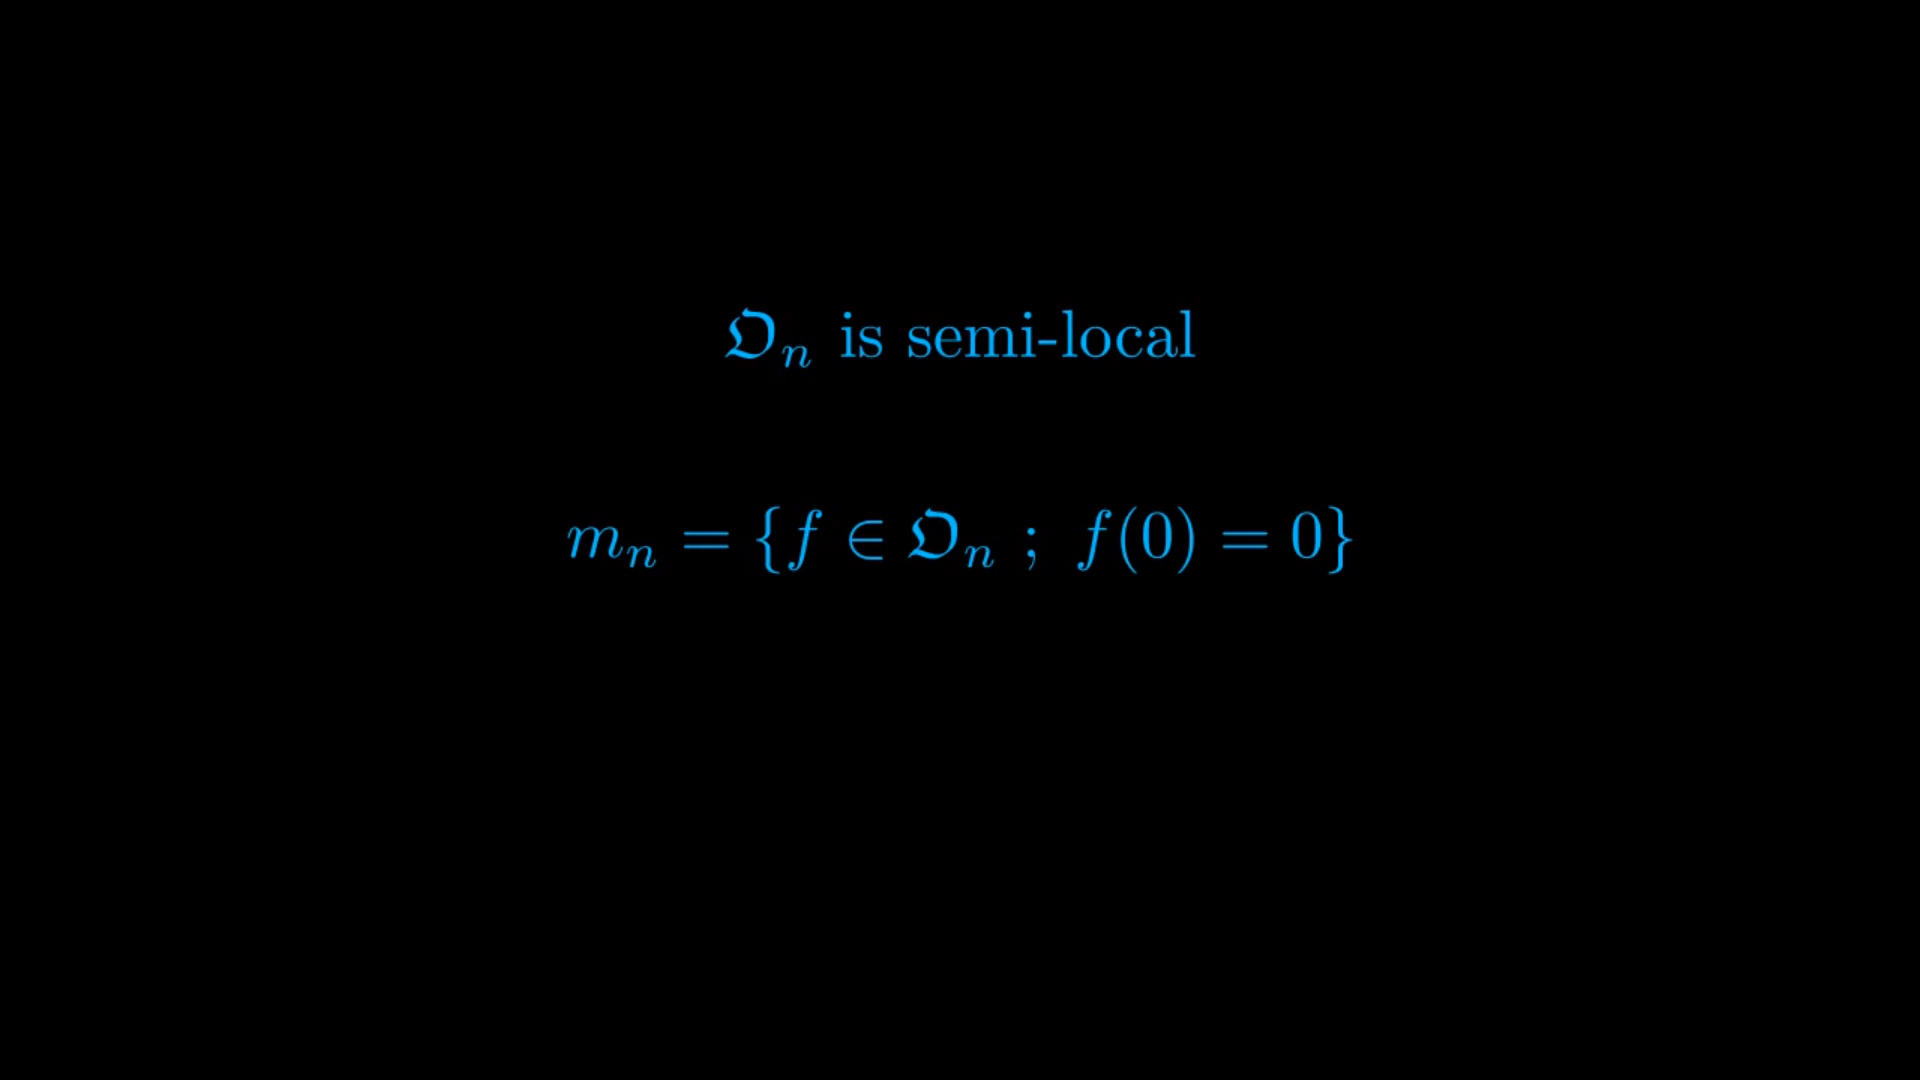 𝔒ₙ is semi-local
mₙ = {f ∈ 𝔒ₙ ; f(0) = 0}